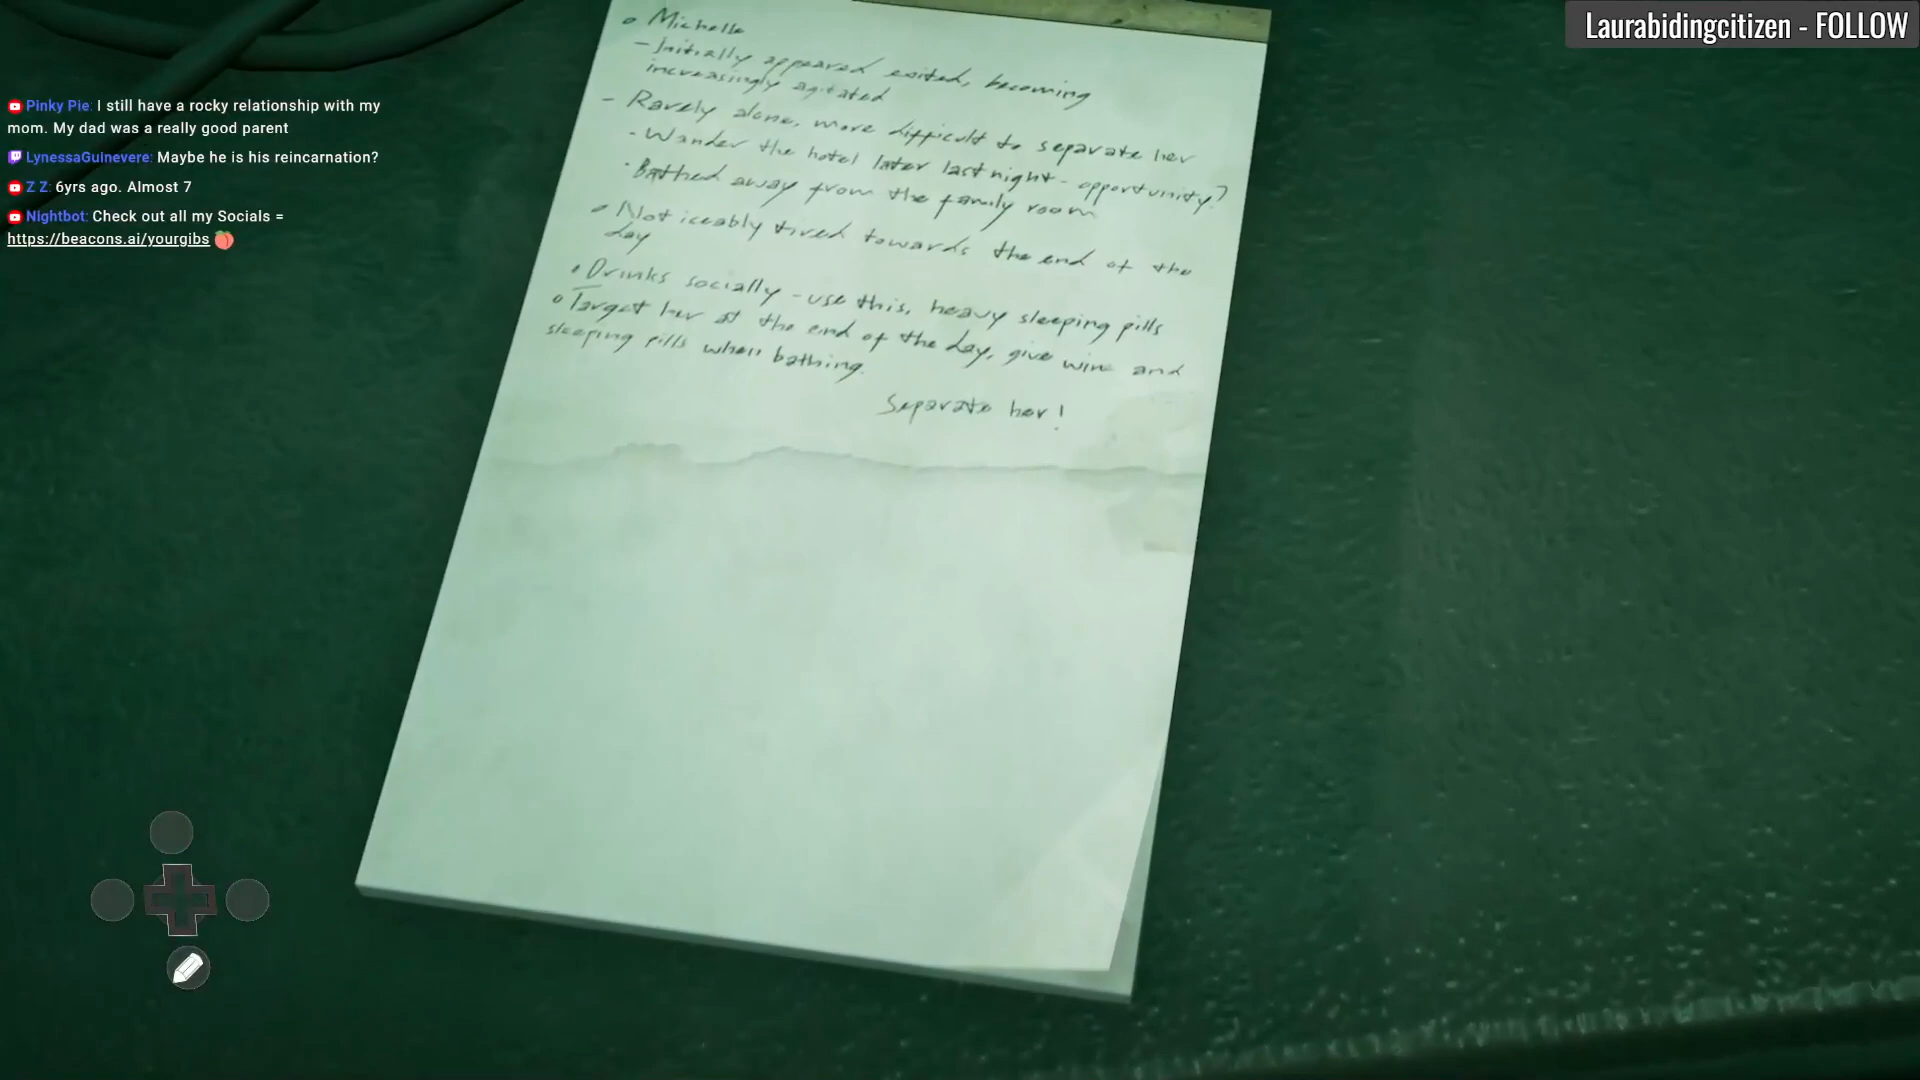 Laurabidingcitizen - FOLLOW
Pinky Pie: I still have a rocky relationship with my
mom. My dad was a really good parent
LynessaGuinevere: Maybe he is his reincarnation?
Z Z: 6yrs ago. Almost 7
Nightbot: Check out all my Socials =
https://beacons.ai/yourgibs 🍑
• Michelle
- Initially appeared exited, becoming
increasingly agitated
- Rarely alone, more difficult to separate her
- Wander the hotel later last night - opportunity?
· Bathed away from the family room
• Noticeably tired towards the end of the
day
• Drinks socially - use this, heavy sleeping pills
• Target her at the end of the day, give wine and
sleeping pills when bathing.
Separate her!